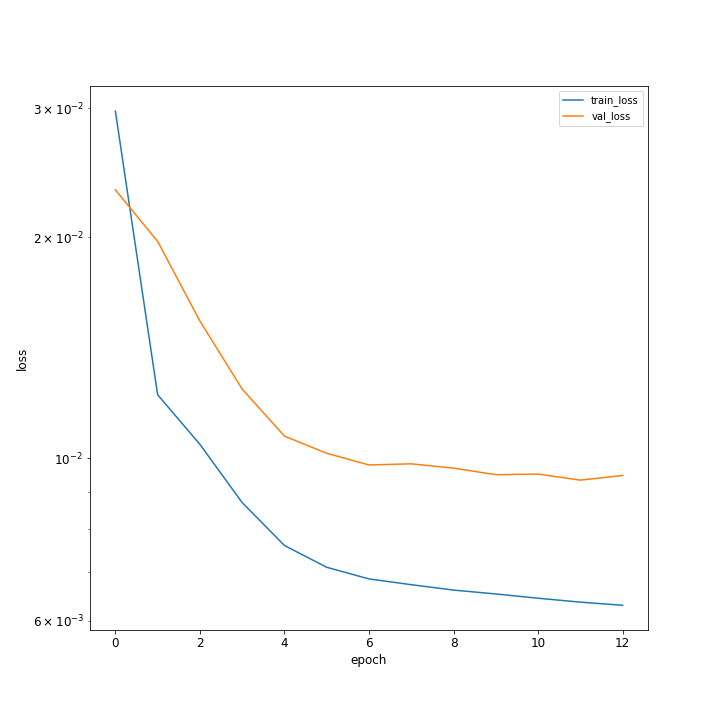 3 × 10⁻²
2 × 10⁻²
10⁻²
6 × 10⁻³
loss
0 2 4 6 8 10 12
epoch
train_loss
val_loss